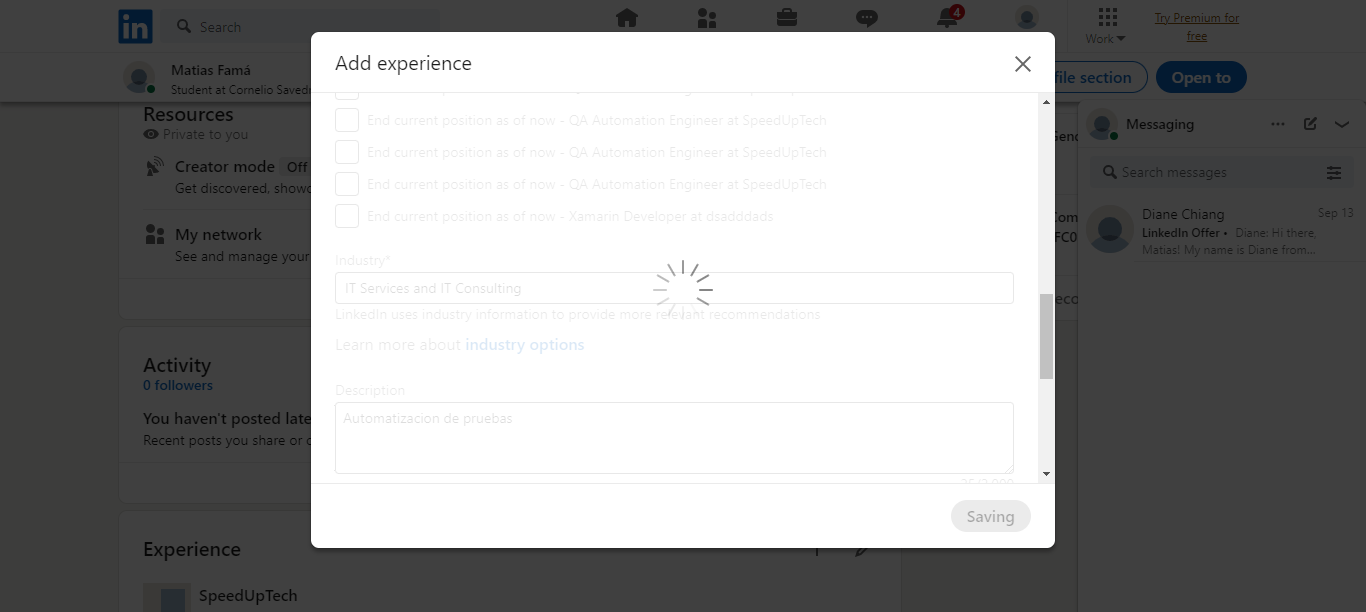 in
Search
4
Work
Try Premium for
free
Matias Famá
Student at Cornelio Saved
file section
Open to
Add experience
End current position as of now - QA Automation Engineer at SpeedUpTech
End current position as of now - QA Automation Engineer at SpeedUpTech
End current position as of now - QA Automation Engineer at SpeedUpTech
End current position as of now - Xamarin Developer at dsadddads
Industry*
IT Services and IT Consulting
LinkedIn uses industry information to provide more relevant recommendations
Learn more about industry options
Description
Automatizacion de pruebas
Saving
Resources
Private to you
Creator mode Off
Get discovered, show
My network
See and manage your
Activity
0 followers
You haven't posted late
Recent posts you share or
Experience
SpeedUpTech
Messaging
Search messages
Diane Chiang
Sep 13
LinkedIn Offer • Diane: Hi there,
Matias! My name is Diane from...